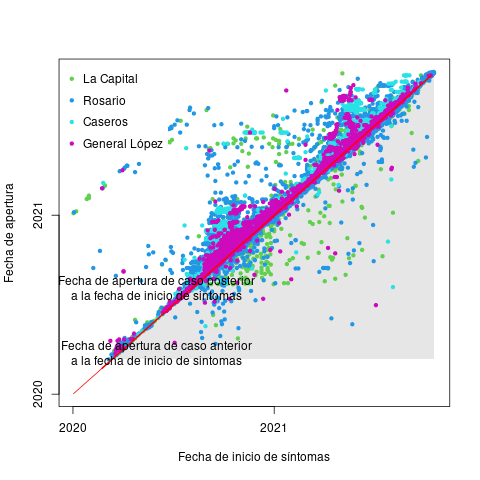 La Capital
Rosario
Caseros
General López
Fecha de apertura
2021
2020
Fecha de apertura de caso posterior
a la fecha de inicio de síntomas
Fecha de apertura de caso anterior
a la fecha de inicio de síntomas
2020
2021
Fecha de inicio de síntomas